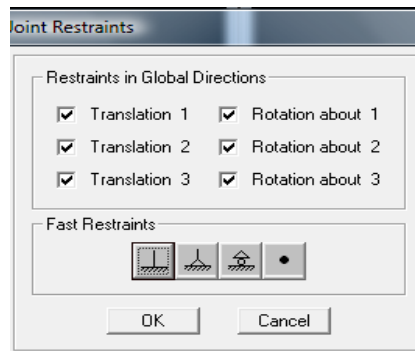 Joint Restraints
Restraints in Global Directions
Translation 1 Rotation about 1
Translation 2 Rotation about 2
Translation 3 Rotation about 3
Fast Restraints
OK Cancel